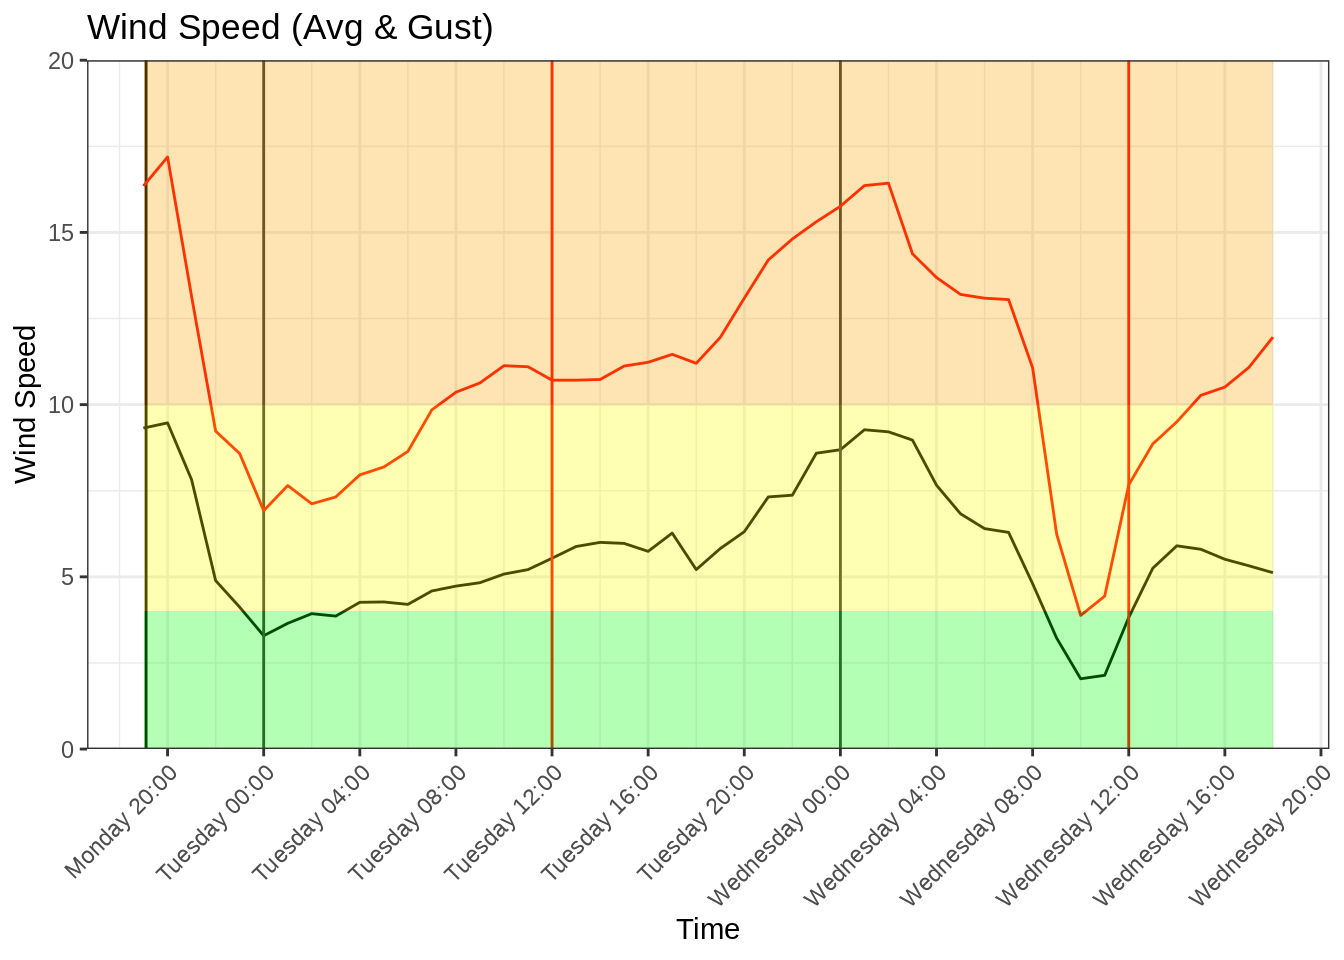 Wind Speed (Avg & Gust)
Wind Speed
20
15
10
5
0
Monday 20:00
Tuesday 00:00
Tuesday 04:00
Tuesday 08:00
Tuesday 12:00
Tuesday 16:00
Tuesday 20:00
Wednesday 00:00
Wednesday 04:00
Wednesday 08:00
Wednesday 12:00
Wednesday 16:00
Wednesday 20:00
Time